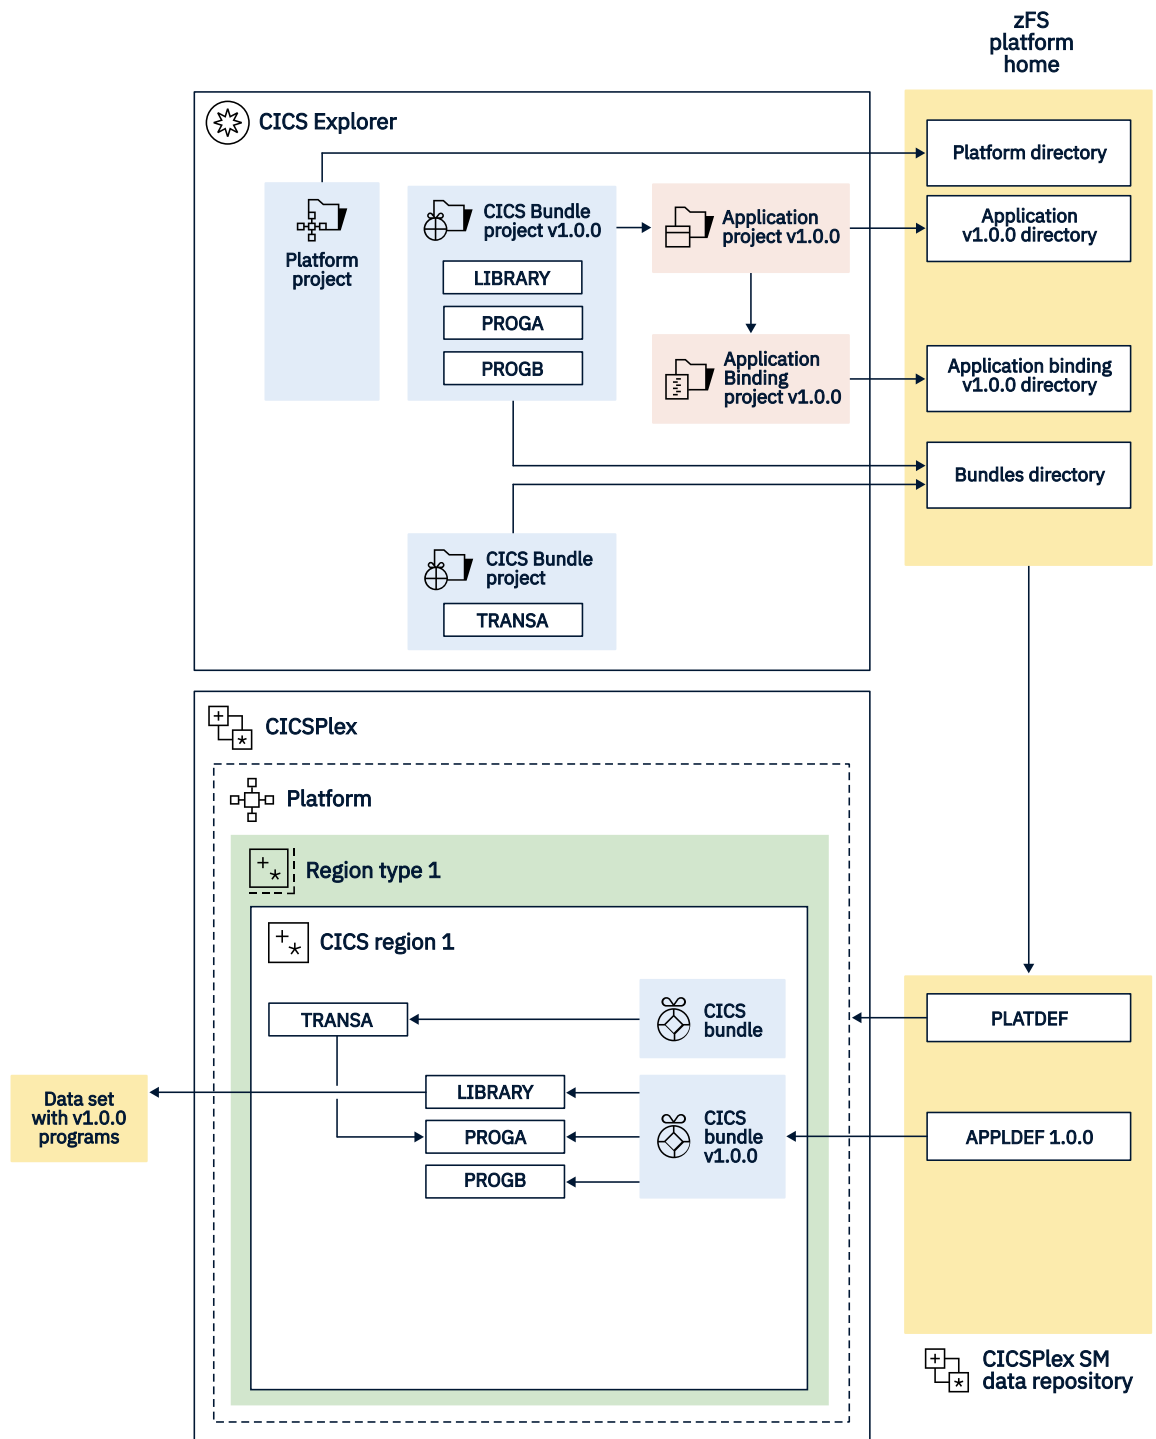 zFS
platform
home
CICS Explorer
Platform directory
Platform
project
CICS Bundle
project v1.0.0
LIBRARY
PROGA
PROGB
Application
project v1.0.0
Application
v1.0.0 directory
Application
Binding
project v1.0.0
Application binding
v1.0.0 directory
Bundles directory
CICS Bundle
project
TRANSA
CICSPlex
Platform
Region type 1
CICS region 1
TRANSA
CICS
bundle
PLATDEF
Data set
with v1.0.0
programs
LIBRARY
PROGA
PROGB
CICS
bundle
v1.0.0
APPLDEF 1.0.0
CICSPlex SM
data repository